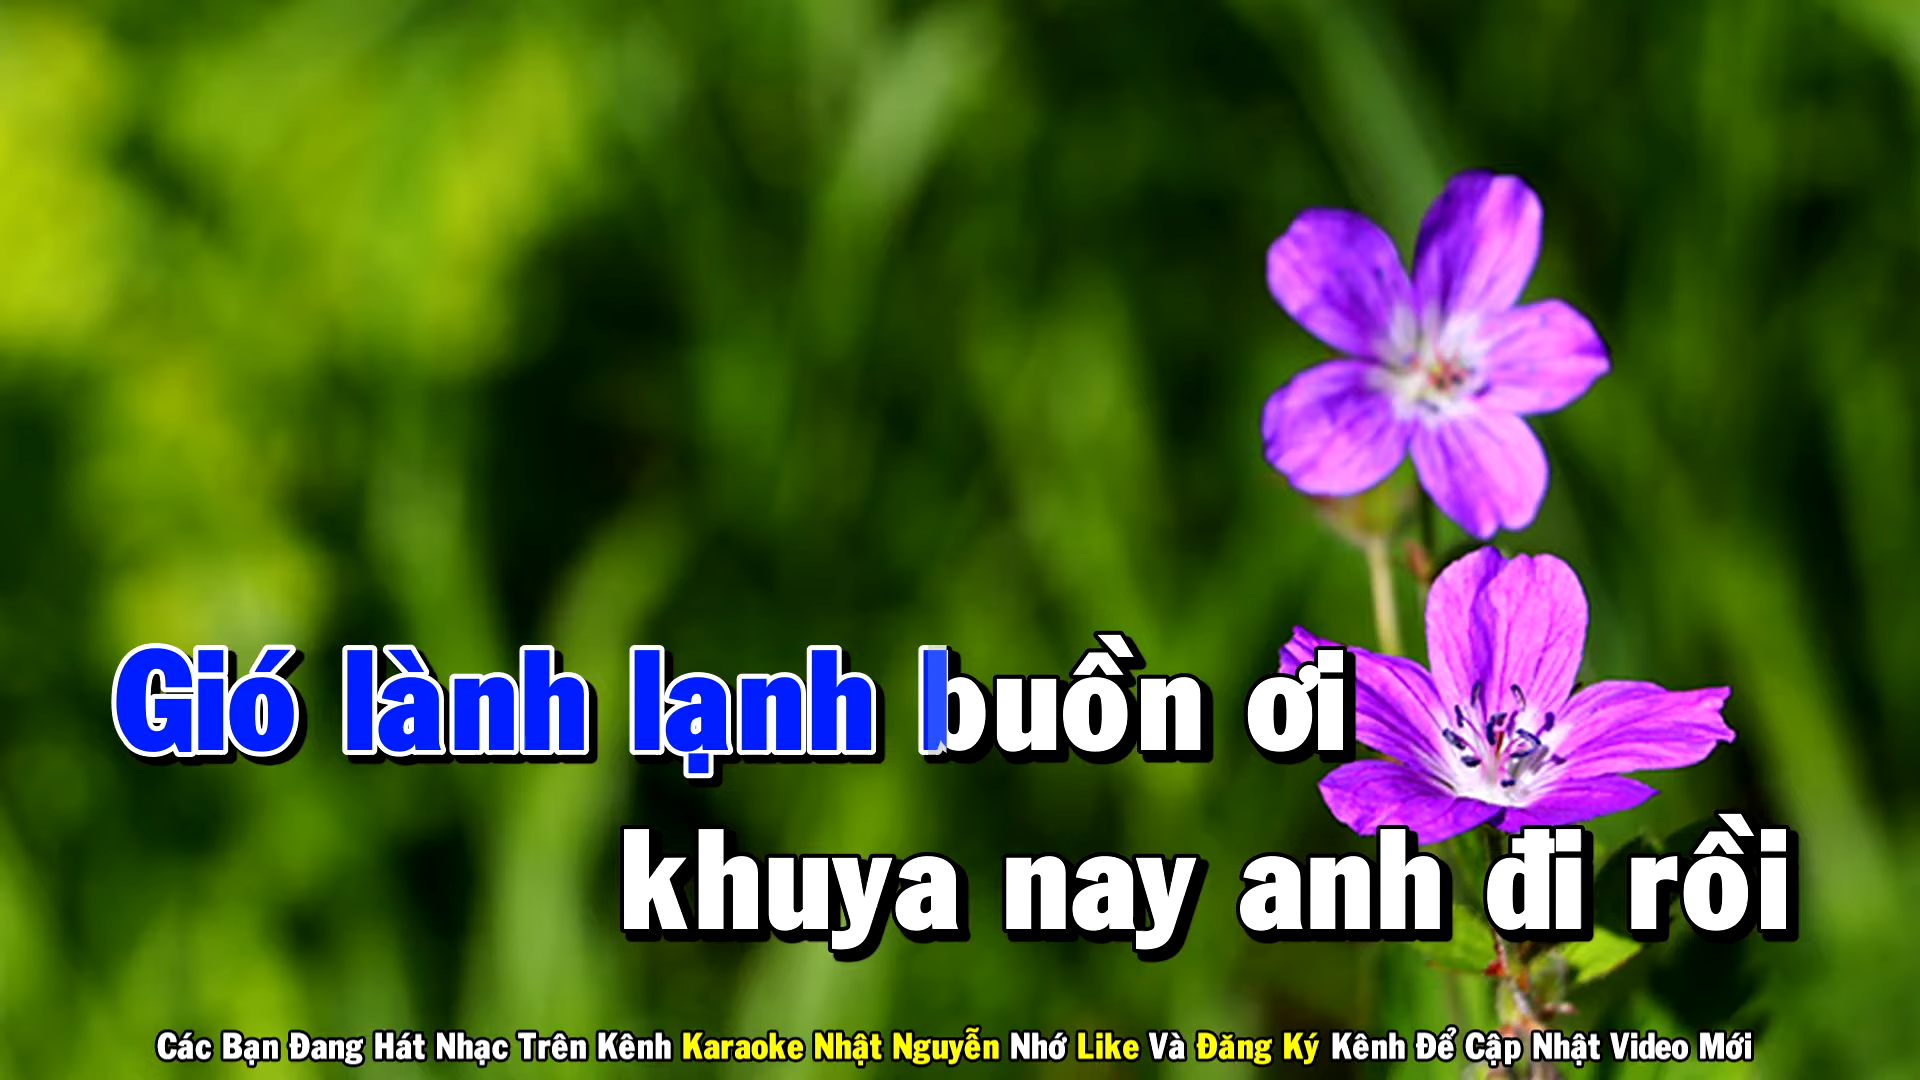 Gió lành lạnh buồn ơi
khuya nay anh đi rồi
Các Bạn Đang Hát Nhạc Trên Kênh Karaoke Nhật Nguyễn Nhớ Like Và Đăng Ký Kênh Để Cập Nhật Video Mới